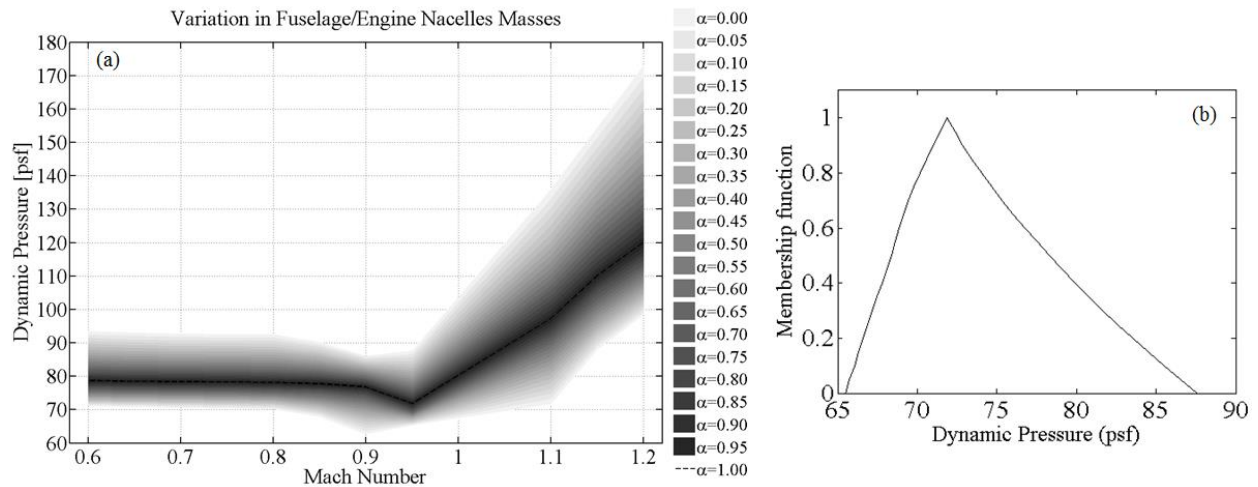 Variation in Fuselage/Engine Nacelles Masses
(a)
Dynamic Pressure [psf]
180
170
160
150
140
130
120
110
100
90
80
70
60
0.6 0.7 0.8 0.9 1 1.1 1.2
Mach Number
α=0.00
α=0.05
α=0.10
α=0.15
α=0.20
α=0.25
α=0.30
α=0.35
α=0.40
α=0.45
α=0.50
α=0.55
α=0.60
α=0.65
α=0.70
α=0.75
α=0.80
α=0.85
α=0.90
α=0.95
α=1.00
(b)
Membership function
1
0.8
0.6
0.4
0.2
0
65 70 75 80 85 90
Dynamic Pressure (psf)